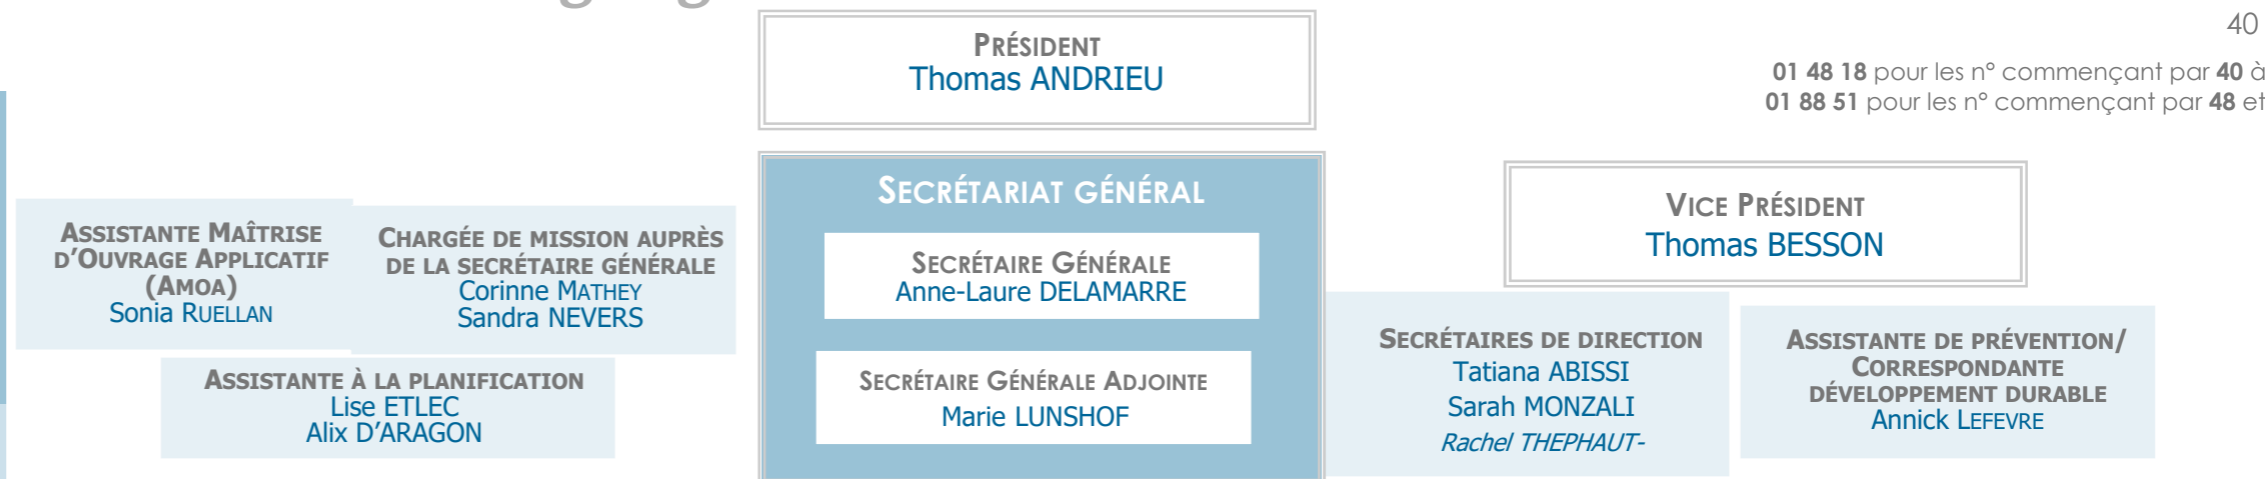 PRÉSIDENT
Thomas ANDRIEU
40
01 48 18 pour les n° commençant par 40 à
01 88 51 pour les n° commençant par 48 et
SECRÉTARIAT GÉNÉRAL
SECRÉTAIRE GÉNÉRALE
Anne-Laure DELAMARRE
SECRÉTAIRE GÉNÉRALE ADJOINTE
Marie LUNSHOF
VICE PRÉSIDENT
Thomas BESSON
ASSISTANTE MAÎTRISE
D'OUVRAGE APPLICATIF
(AMOA)
Sonia RUELLAN
CHARGÉE DE MISSION AUPRÈS
DE LA SECRÉTAIRE GÉNÉRALE
Corinne MATHEY
Sandra NEVERS
ASSISTANTE À LA PLANIFICATION
Lise ETLEC
Alix D'ARAGON
SECRÉTAIRES DE DIRECTION
Tatiana ABISSI
Sarah MONZALI
Rachel THEPHAUT-
ASSISTANTE DE PRÉVENTION/
CORRESPONDANTE
DÉVELOPPEMENT DURABLE
Annick LEFEVRE